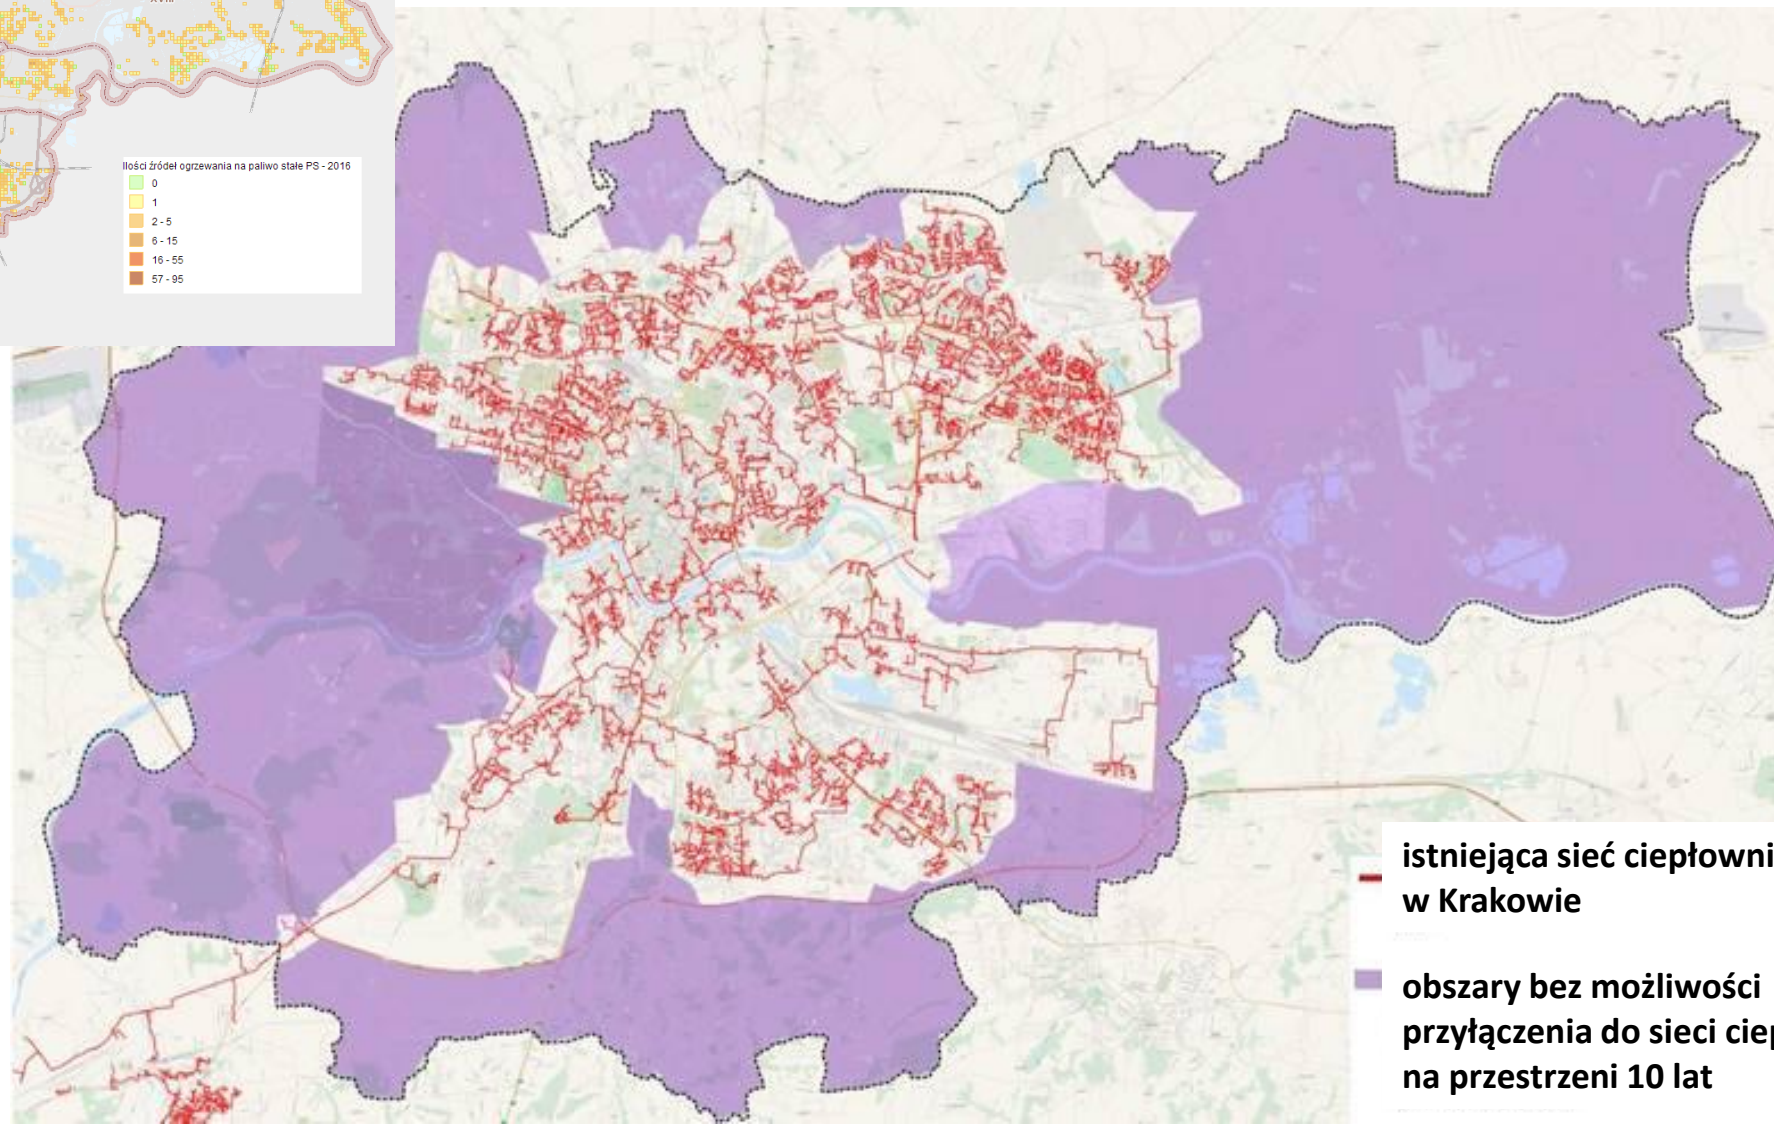 Ilości źródeł ogrzewania na paliwo stałe PS - 2016
0
1
2 - 5
6 - 15
16 - 55
57 - 95
istniejąca sieć ciepłowni
w Krakowie
obszary bez możliwości
przyłączenia do sieci ciep
na przestrzeni 10 lat